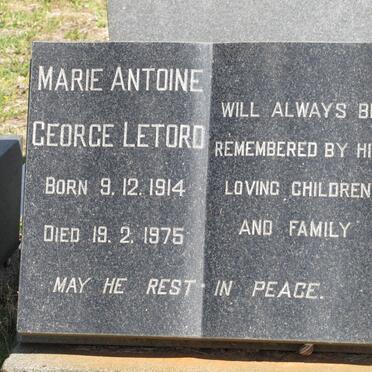 MARIE ANTOINE
GEORGE LETORD
BORN 9.12.1914
DIED 19.2.1975
WILL ALWAYS B
REMEMBERED BY HI
LOVING CHILDREN
AND FAMILY
MAY HE REST IN PEACE.